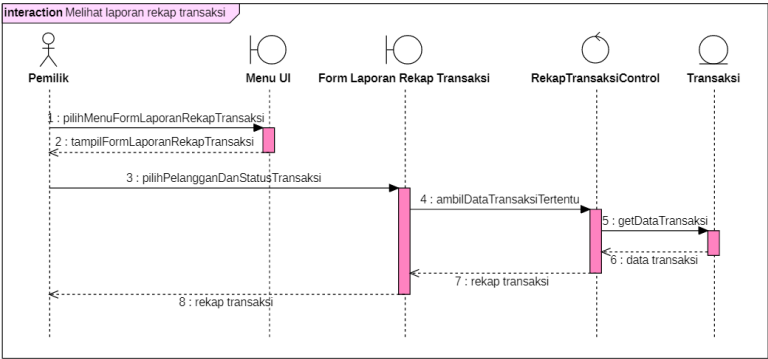 interaction Melihat laporan rekap transaksi
Pemilik
Menu UI
Form Laporan Rekap Transaksi
RekapTransaksiControl
Transaksi
1 : pilihMenuFormLaporanRekapTransaksi
2 : tampilFormLaporanRekapTransaksi
3 : pilihPelangganDanStatusTransaksi
4 : ambilDataTransaksiTertentu
5 : getDataTransaksi
6 : data transaksi
7 : rekap transaksi
8 : rekap transaksi